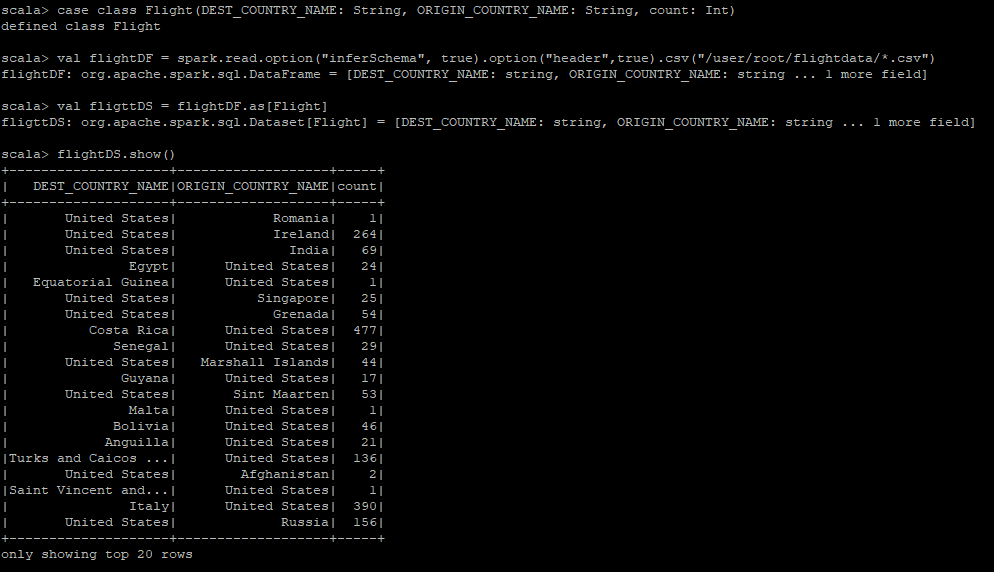 scala> case class Flight(DEST_COUNTRY_NAME: String, ORIGIN_COUNTRY_NAME: String, count: Int)
defined class Flight
scala> val flightDF = spark.read.option("inferSchema", true).option("header",true).csv("/user/root/flightdata/*.csv")
flightDF: org.apache.spark.sql.DataFrame = [DEST_COUNTRY_NAME: string, ORIGIN_COUNTRY_NAME: string ... 1 more field]
scala> val fligttDS = flightDF.as[Flight]
fligttDS: org.apache.spark.sql.Dataset[Flight] = [DEST_COUNTRY_NAME: string, ORIGIN_COUNTRY_NAME: string ... 1 more field]
scala> flightDS.show()
+--------------------+-------------------+-----+
|   DEST_COUNTRY_NAME|ORIGIN_COUNTRY_NAME|count|
+--------------------+-------------------+-----+
|       United States|            Romania|    1|
|       United States|            Ireland|  264|
|       United States|              India|   69|
|               Egypt|      United States|   24|
|   Equatorial Guinea|      United States|    1|
|       United States|          Singapore|   25|
|       United States|            Grenada|   54|
|          Costa Rica|      United States|  477|
|             Senegal|      United States|   29|
|       United States|   Marshall Islands|   44|
|              Guyana|      United States|   17|
|       United States|       Sint Maarten|   53|
|               Malta|      United States|    1|
|             Bolivia|      United States|   46|
|            Anguilla|      United States|   21|
|Turks and Caicos ...|      United States|  136|
|       United States|        Afghanistan|    2|
|Saint Vincent and...|      United States|    1|
|               Italy|      United States|  390|
|       United States|             Russia|  156|
+--------------------+-------------------+-----+
only showing top 20 rows